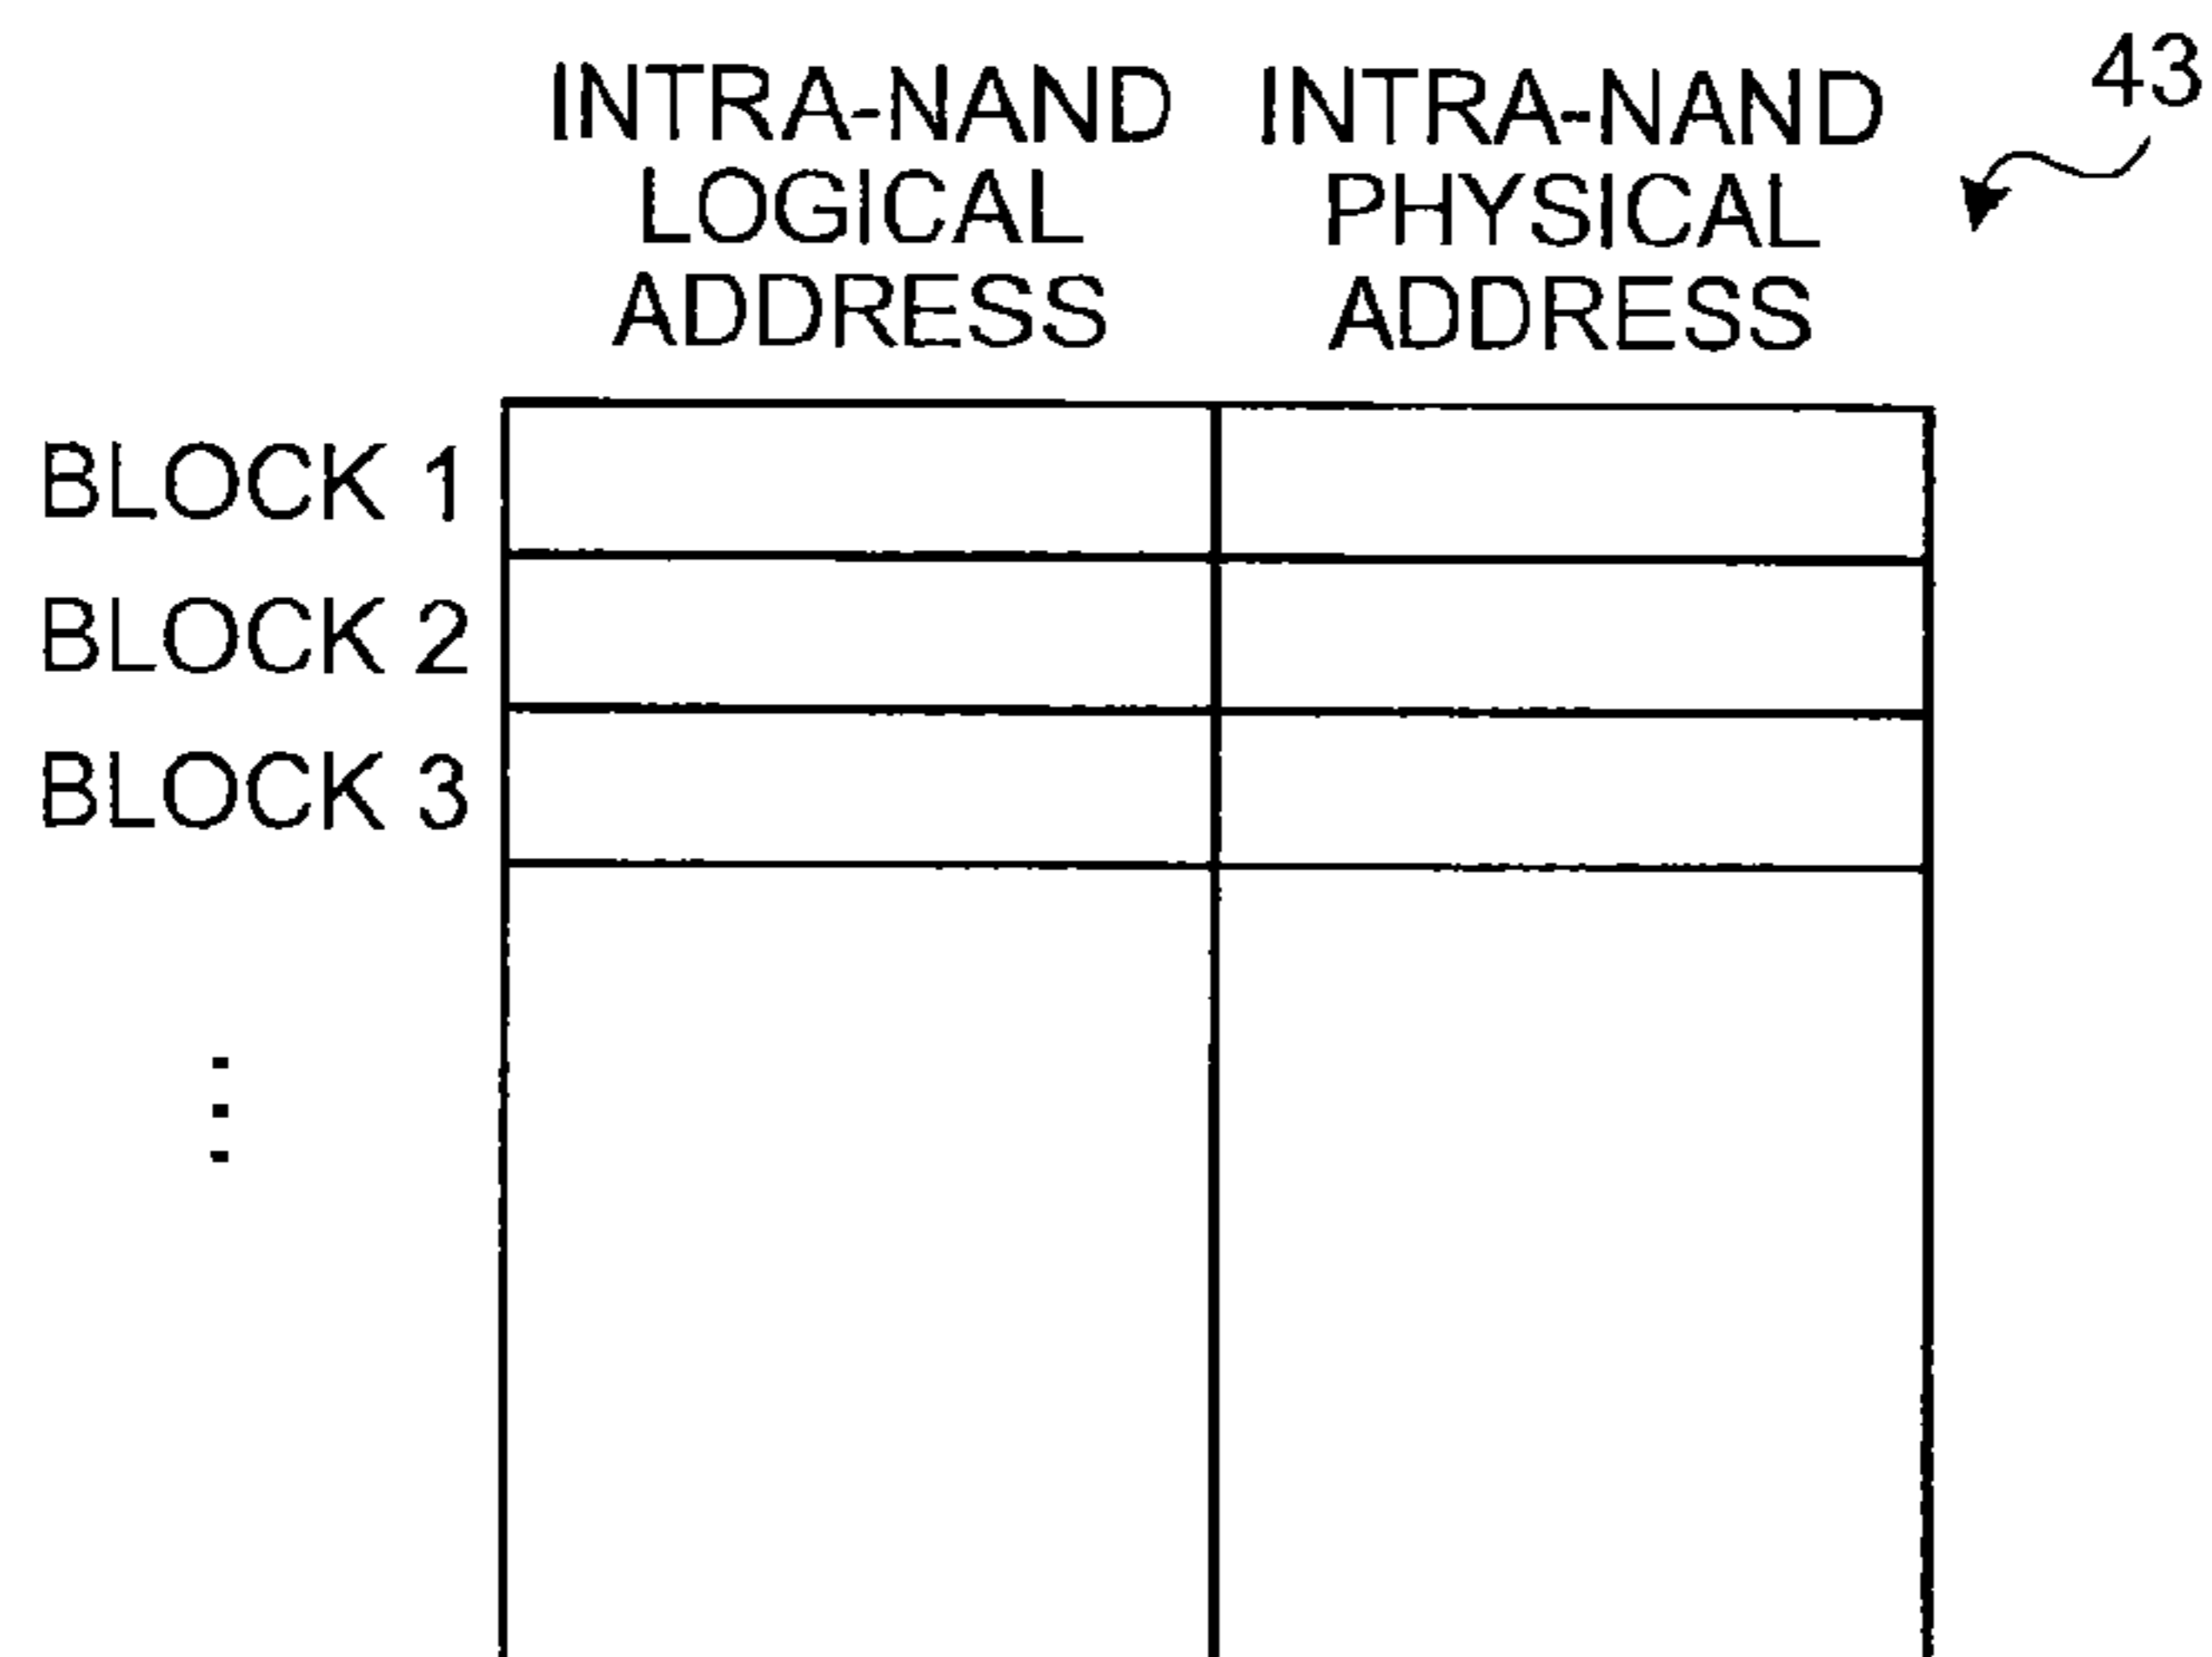 43
INTRA-NAND LOGICAL ADDRESS
INTRA-NAND PHYSICAL ADDRESS
BLOCK 1
BLOCK 2
BLOCK 3
⋮